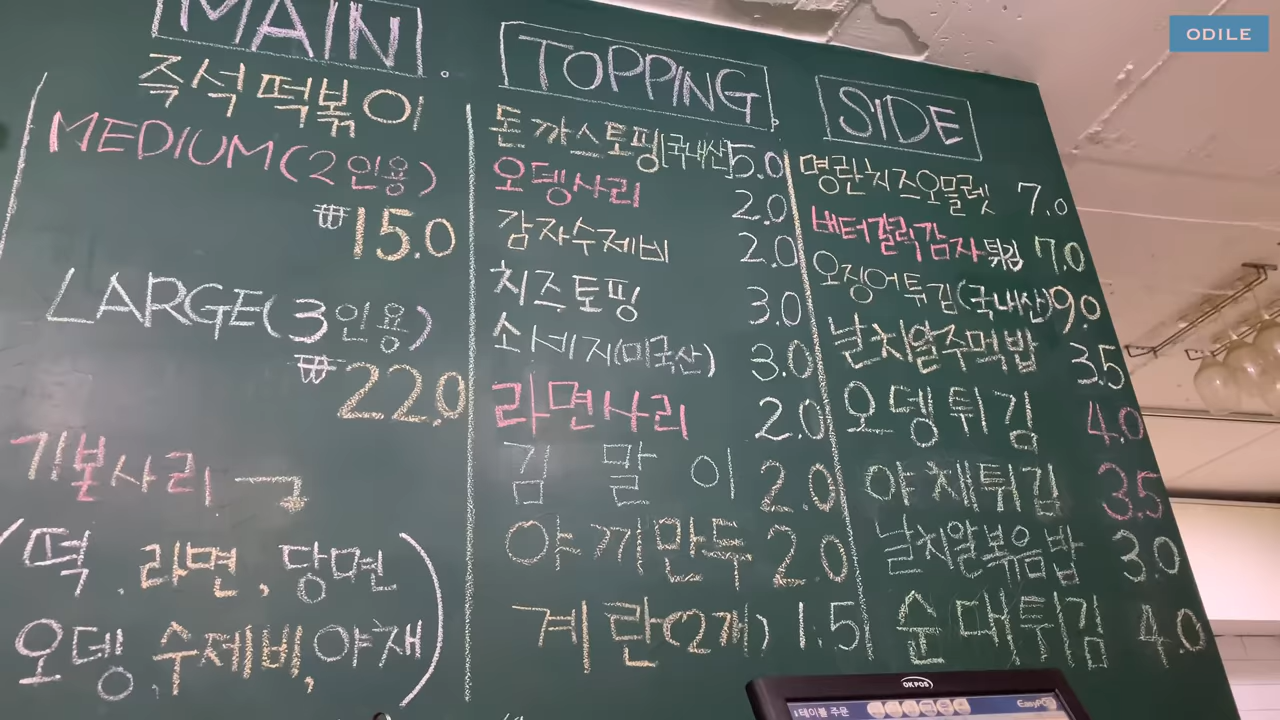 MAIN
즉석떡볶이
MEDIUM(2인용)
₩15.0
LARGE(3인용)
₩22.0
기본사리
(떡, 라면, 당면
오뎅, 수제비, 야채)
TOPPING
돈까스토핑(국내산) 5.0
오뎅사리 2.0
감자수제비 2.0
치즈토핑 3.0
소세지(미국산) 3.0
라면사리 2.0
김말이 2.0
야끼만두 2.0
계란(2개) 1.5
SIDE
명란치즈오믈렛 7.0
버터갈릭감자튀김 7.0
오징어튀김(국내산) 9.0
날치알주먹밥 3.5
오뎅튀김 4.0
야채튀김 3.5
날치알볶음밥 3.0
순대튀김 4.0
ODILE
OKPOS
테이블 주문
EasyPOS